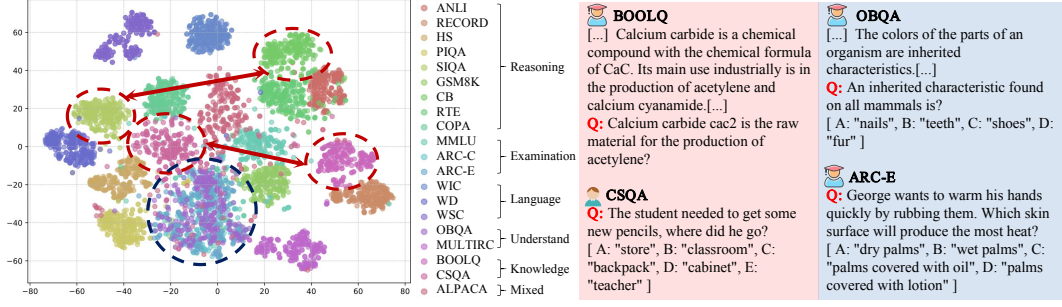 60
40
20
0
−20
−40
−60
−80
−60
−40
−20
0
20
40
60
80
ANLI
RECORD
HS
PIQA
SIQA
GSM8K
CB
RTE
COPA
MMLU
ARC-C
ARC-E
WIC
WD
WSC
OBQA
MULTIRC
BOOLQ
CSQA
ALPACA
Reasoning
Examination
Language
Understand
Knowledge
Mixed
BOOLQ
[...] Calcium carbide is a chemical
compound with the chemical formula
of CaC. Its main use industrially is in
the production of acetylene and
calcium cyanamide.[...]
Q: Calcium carbide cac2 is the raw
material for the production of
acetylene?
CSQA
Q: The student needed to get some
new pencils, where did he go?
[ A: "store", B: "classroom", C:
"backpack", D: "cabinet", E:
"teacher" ]
OBQA
[...] The colors of the parts of an
organism are inherited
characteristics.[...]
Q: An inherited characteristic found
on all mammals is?
[ A: "nails", B: "teeth", C: "shoes", D:
"fur" ]
ARC-E
Q: George wants to warm his hands
quickly by rubbing them. Which skin
surface will produce the most heat?
[ A: "dry palms", B: "wet palms", C:
"palms covered with oil", D: "palms
covered with lotion" ]